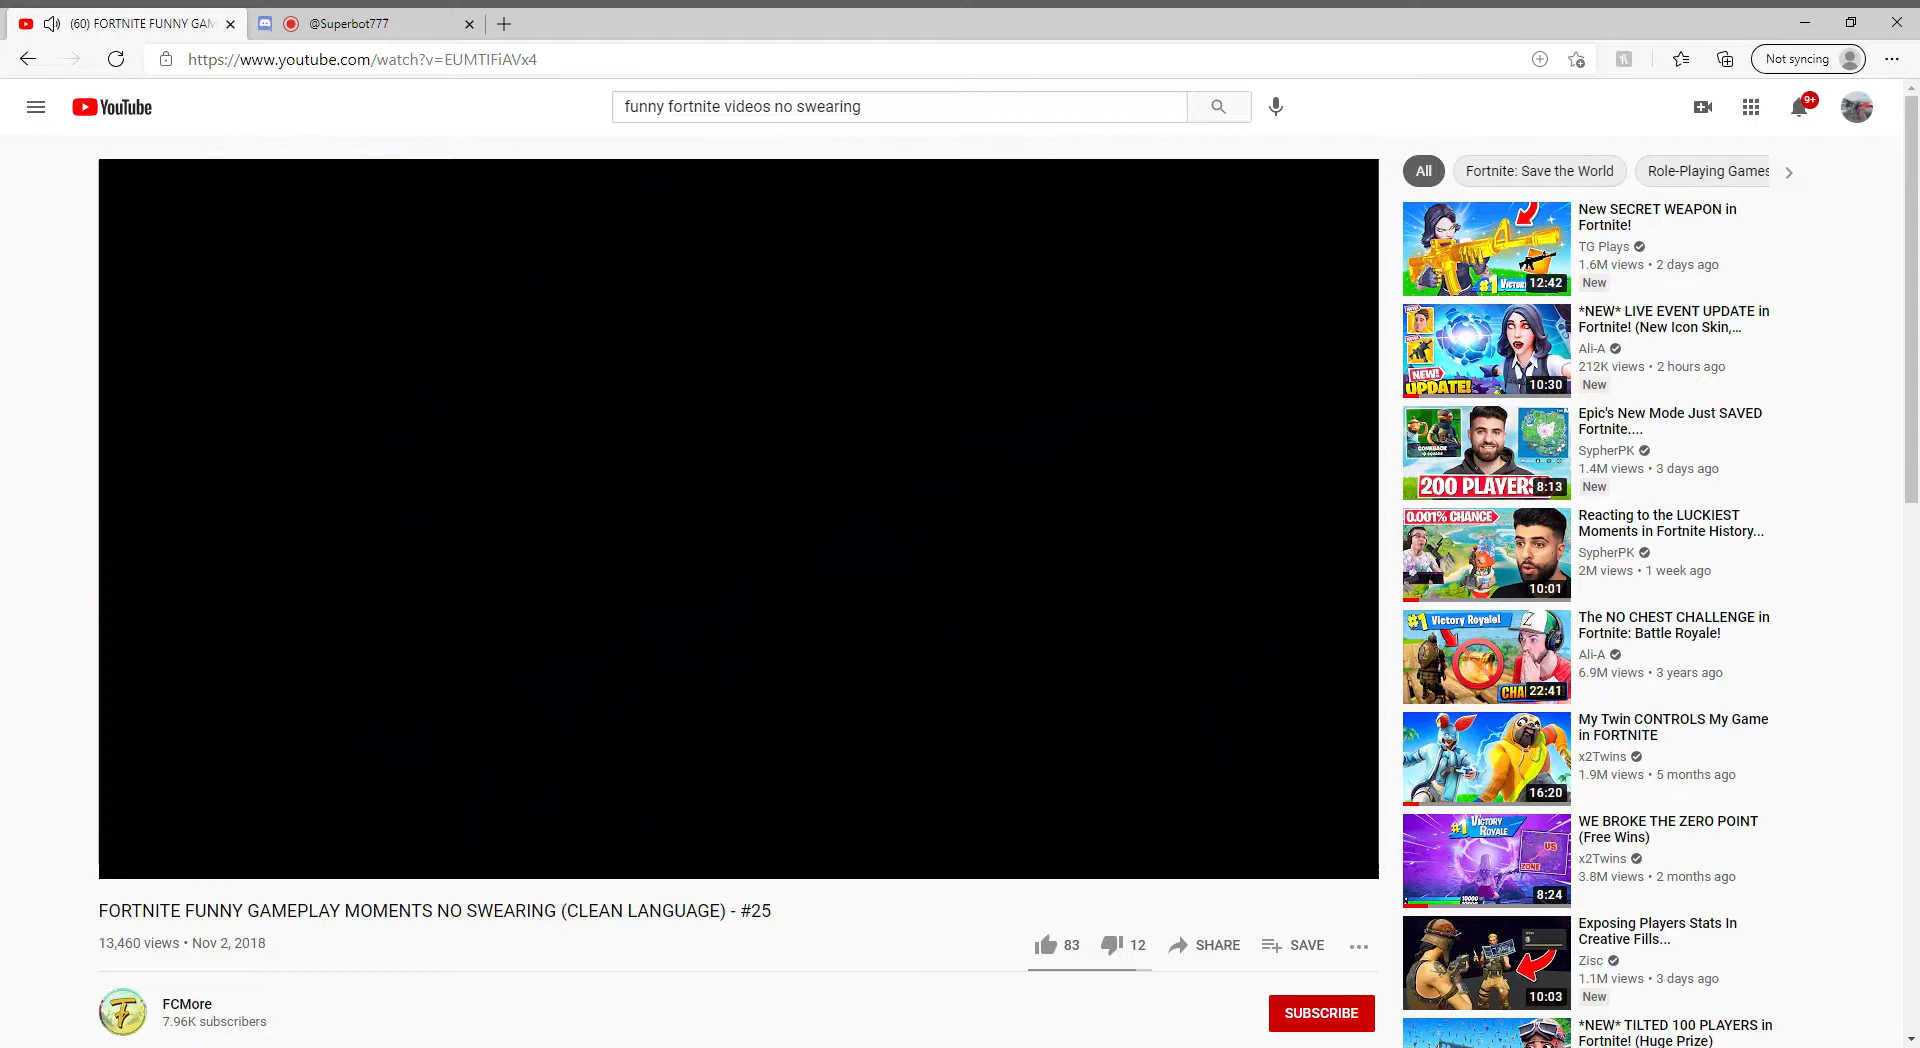 (60) FORTNITE FUNNY GAM
@Superbot777
https://www.youtube.com/watch?v=EUMTIFiAVx4
Not syncing
YouTube
funny fortnite videos no swearing
9+
All
Fortnite: Save the World
Role-Playing Games
New SECRET WEAPON in
Fortnite!
TG Plays
1.6M views • 2 days ago
New
#1 VICTOR
12:42
*NEW* LIVE EVENT UPDATE in
Fortnite! (New Icon Skin,...
Ali-A
212K views • 2 hours ago
New
NEW!
UPDATE!
10:30
Epic's New Mode Just SAVED
Fortnite....
SypherPK
1.4M views • 3 days ago
New
200 PLAYERS
8:13
Reacting to the LUCKIEST
Moments in Fortnite History...
SypherPK
2M views • 1 week ago
0.001% CHANCE
10:01
The NO CHEST CHALLENGE in
Fortnite: Battle Royale!
Ali-A
6.9M views • 3 years ago
#1 Victory Royale!
CHA
22:41
My Twin CONTROLS My Game
in FORTNITE
x2Twins
1.9M views • 5 months ago
16:20
WE BROKE THE ZERO POINT
(Free Wins)
x2Twins
3.8M views • 2 months ago
#1 VICTORY
ROYALE
US
ZONE
8:24
Exposing Players Stats In
Creative Fills...
Zisc
1.1M views • 3 days ago
New
10:03
*NEW* TILTED 100 PLAYERS in
Fortnite! (Huge Prize)
FORTNITE FUNNY GAMEPLAY MOMENTS NO SWEARING (CLEAN LANGUAGE) - #25
13,460 views • Nov 2, 2018
83
12
SHARE
SAVE
FCMore
7.96K subscribers
SUBSCRIBE